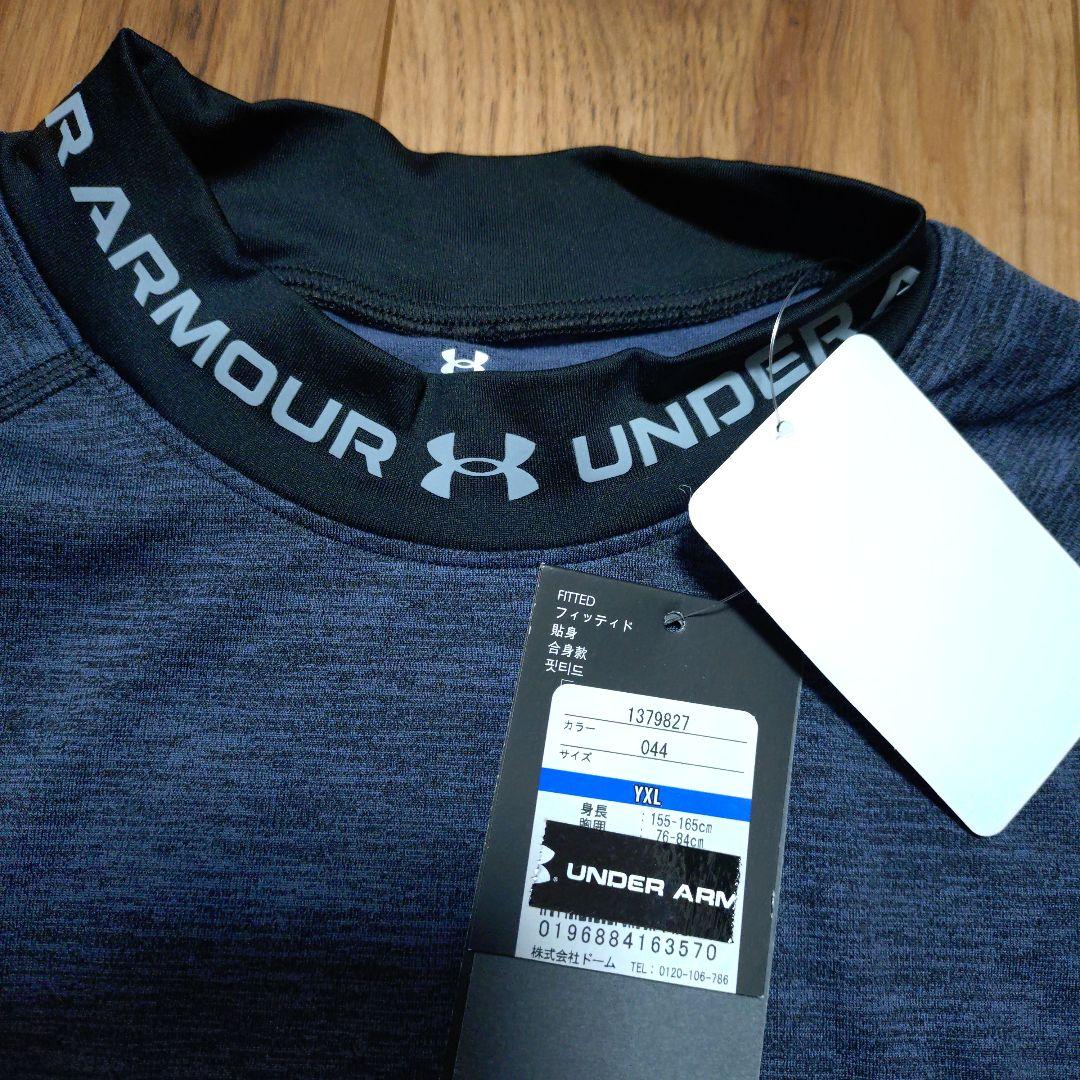 R ARMOUR UNDER A
FITTED
フィッティド
貼身
合身款
핏티드
1379827
カラー
044
サイズ
YXL
身長 : 155-165cm
胸囲 : 76-84cm
UNDER ARM
0196884163570
株式会社ドーム TEL: 0120-106-786